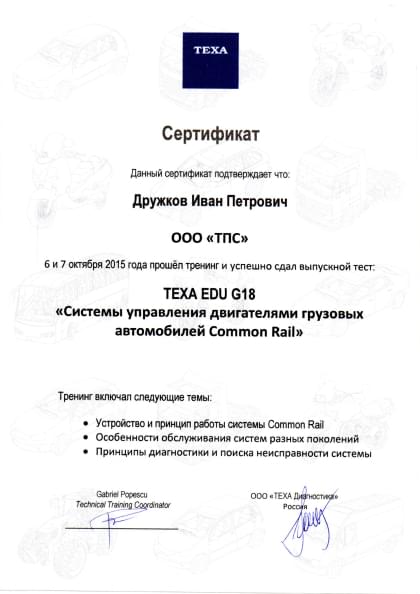 TEXA
Сертификат
Данный сертификат подтверждает что:
Дружков Иван Петрович
ООО «ТПС»
6 и 7 октября 2015 года прошёл тренинг и успешно сдал выпускной тест:
TEXA EDU G18
«Системы управления двигателями грузовых
автомобилей Common Rail»
Тренинг включал следующие темы:
• Устройство и принцип работы системы Common Rail
• Особенности обслуживания систем разных поколений
• Принципы диагностики и поиска неисправности системы
Gabriel Popescu
Technical Training Coordinator
ООО «ТЕХА Диагностика»
Россия